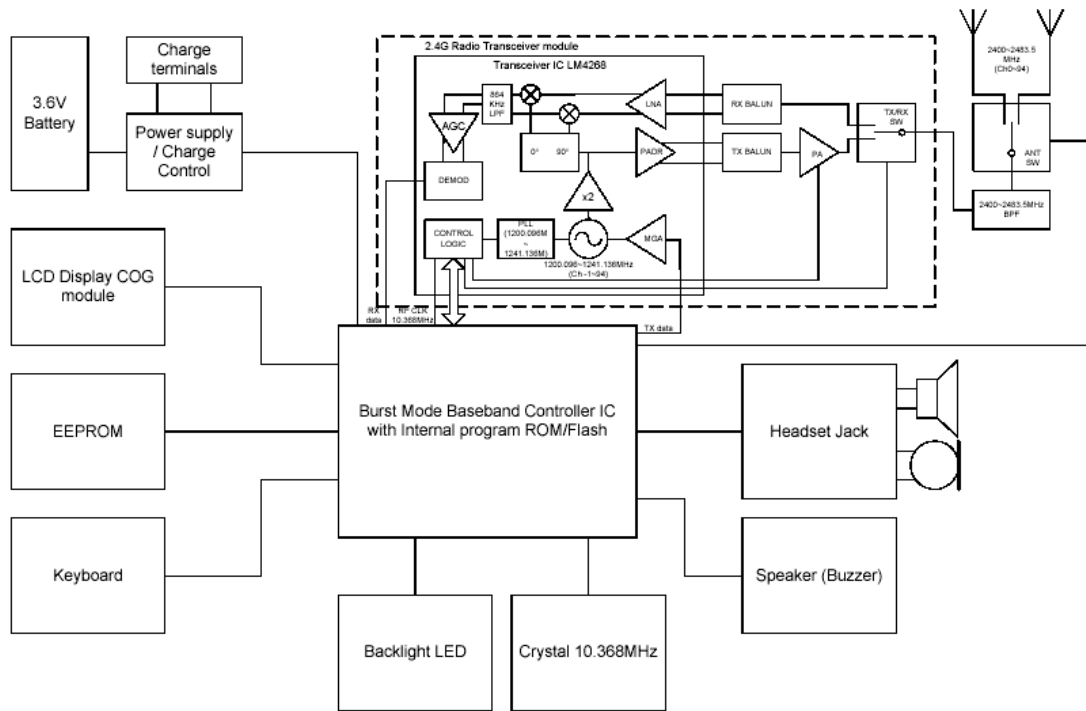 3.6V
Battery
Charge
terminals
Power supply
/ Charge
Control
2.4G Radio Transceiver module
Transceiver IC LM4268
864
KHz
LPF
LNA
RX BALUN
TX/RX
SW
AGC
0°
90°
PADR
TX BALUN
PA
DEMOD
x2
CONTROL
LOGIC
PLL
(1200.096M
~
1241.136M)
MGA
1200.096~1241.136MHz
(Ch -1~94)
2400~2483.5
MHz
(Ch0~94)
ANT
SW
2400~2483.5MHz
BPF
RX
data
RF CLK
10.368MHz
TX data
LCD Display COG
module
EEPROM
Keyboard
Burst Mode Baseband Controller IC
with Internal program ROM/Flash
Headset Jack
Speaker (Buzzer)
Backlight LED
Crystal 10.368MHz